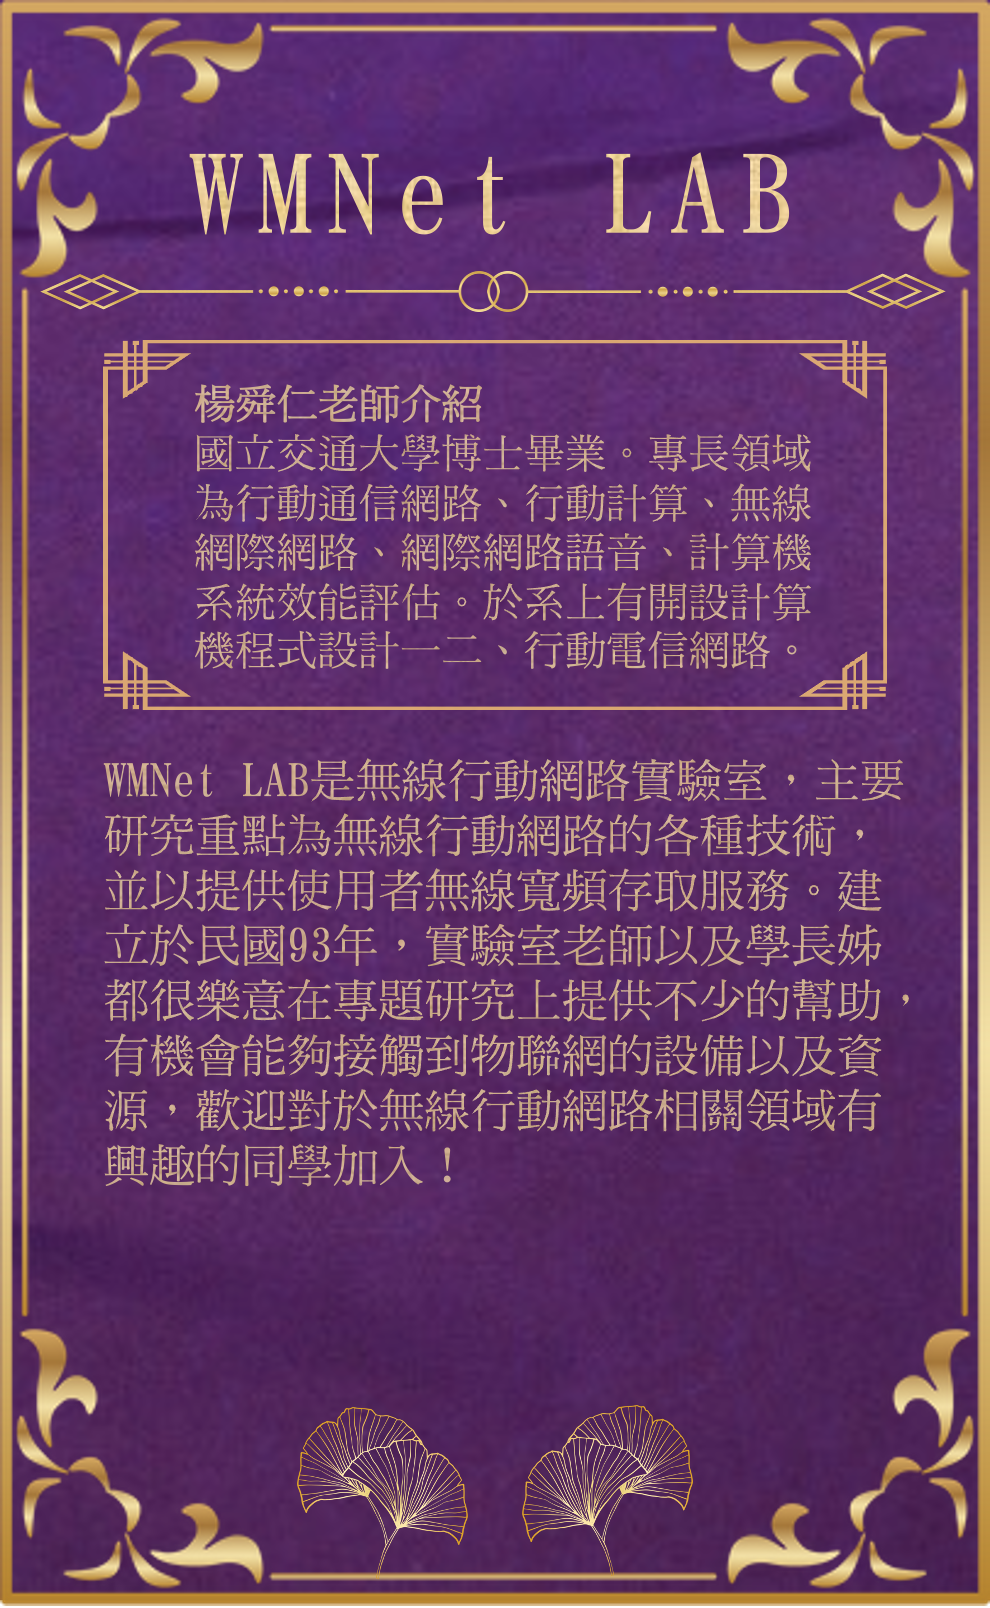 WMNet LAB
楊舜仁老師介紹
國立交通大學博士畢業。專長領域
為行動通信網路、行動計算、無線
網際網路、網際網路語音、計算機
系統效能評估。於系上有開設計算
機程式設計一二、行動電信網路。
WMNet LAB是無線行動網路實驗室，主要
研究重點為無線行動網路的各種技術，
並以提供使用者無線寬頻存取服務。建
立於民國93年，實驗室老師以及學長姊
都很樂意在專題研究上提供不少的幫助，
有機會能夠接觸到物聯網的設備以及資
源，歡迎對於無線行動網路相關領域有
興趣的同學加入！